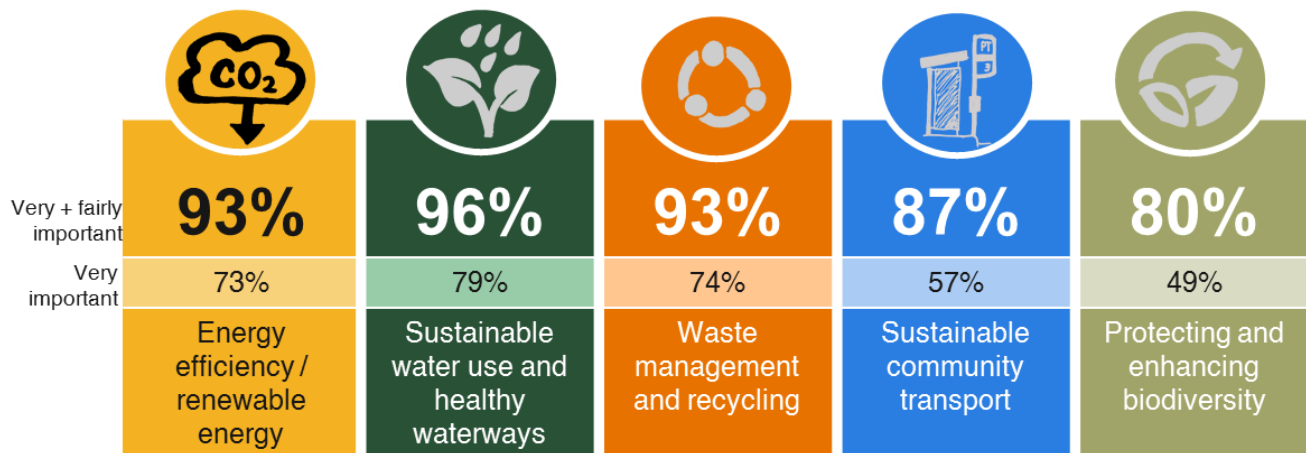 CO2
PT
3
Very + fairly
important
93%
96%
93%
87%
80%
Very
important
73%
79%
74%
57%
49%
Energy
efficiency /
renewable
energy
Sustainable
water use and
healthy
waterways
Waste
management
and recycling
Sustainable
community
transport
Protecting and
enhancing
biodiversity